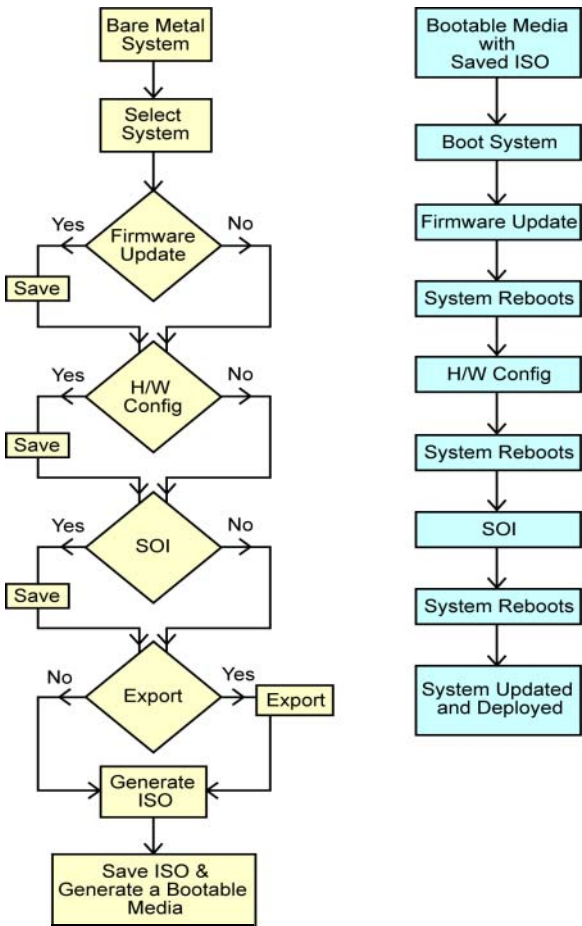 Bare Metal
System
Select
System
Yes
No
Firmware
Update
Save
Yes
No
H/W
Config
Save
Yes
No
SOI
Save
No
Yes
Export
Export
Generate
ISO
Save ISO &
Generate a Bootable
Media
Bootable Media
with
Saved ISO
Boot System
Firmware Update
System Reboots
H/W Config
System Reboots
SOI
System Reboots
System Updated
and Deployed